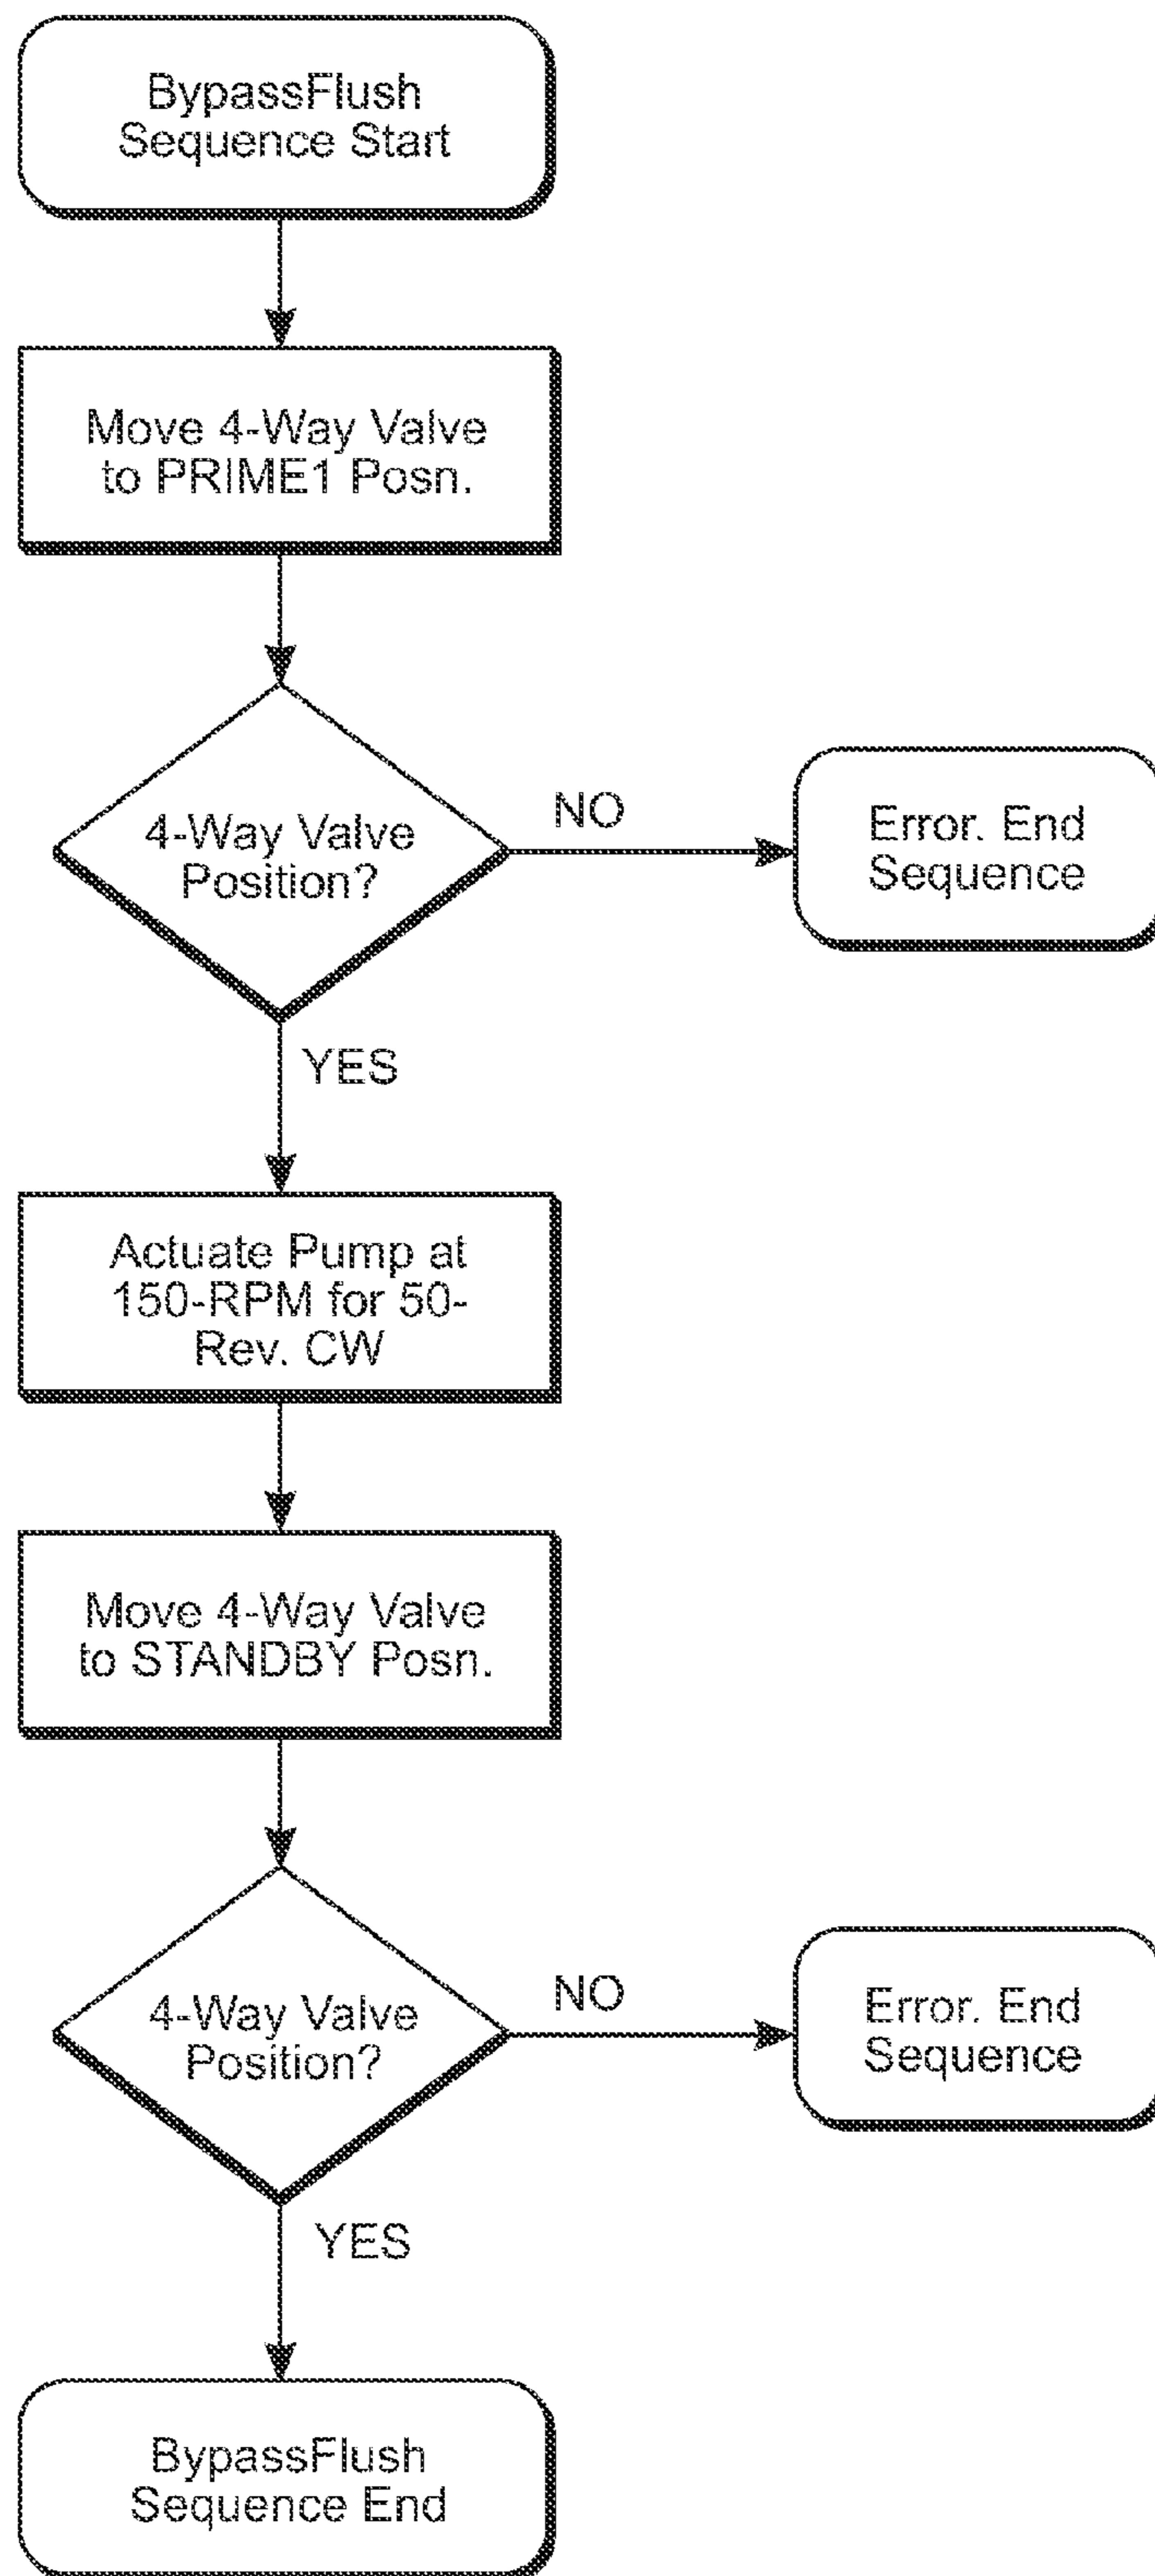 BypassFlush
Sequence Start
Move 4-Way Valve
to PRIME1 Posn.
4-Way Valve
Position?
NO
Error. End
Sequence
YES
Actuate Pump at
150-RPM for 50-
Rev. CW
Move 4-Way Valve
to STANDBY Posn.
4-Way Valve
Position?
NO
Error. End
Sequence
YES
BypassFlush
Sequence End